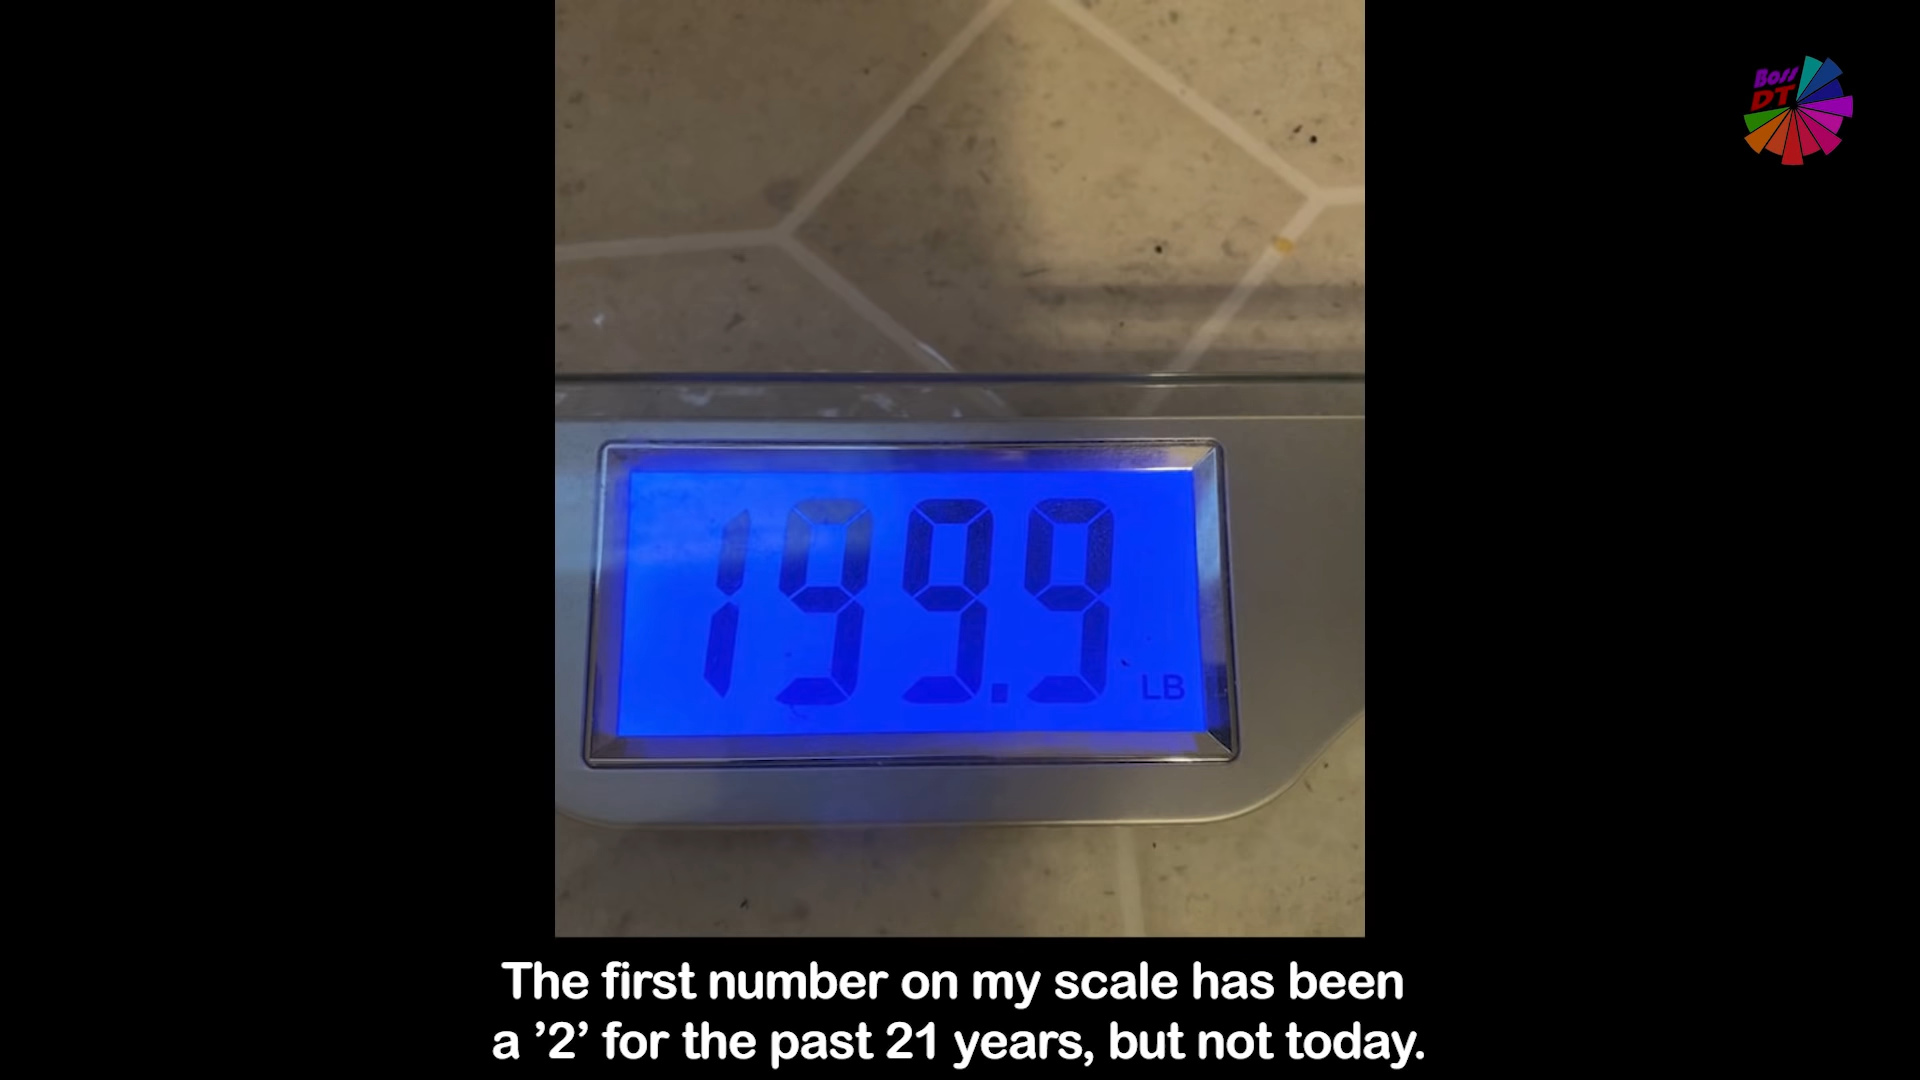 Boss
DT
199.9 LB
The first number on my scale has been
a ’2’ for the past 21 years, but not today.